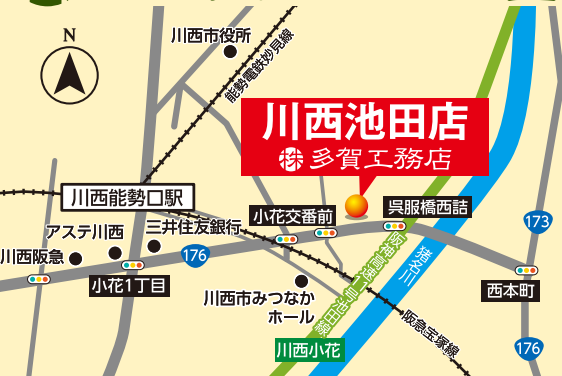 N
川西市役所
能勢電鉄妙見線
川西池田店
株 多賀工務店
川西能勢口駅
小花交番前
呉服橋西詰
173
アステ川西
三井住友銀行
川西阪急
176
小花1丁目
阪神高速11号池田線
猪名川
西本町
川西市みつなか
ホール
阪急宝塚線
川西小花
176